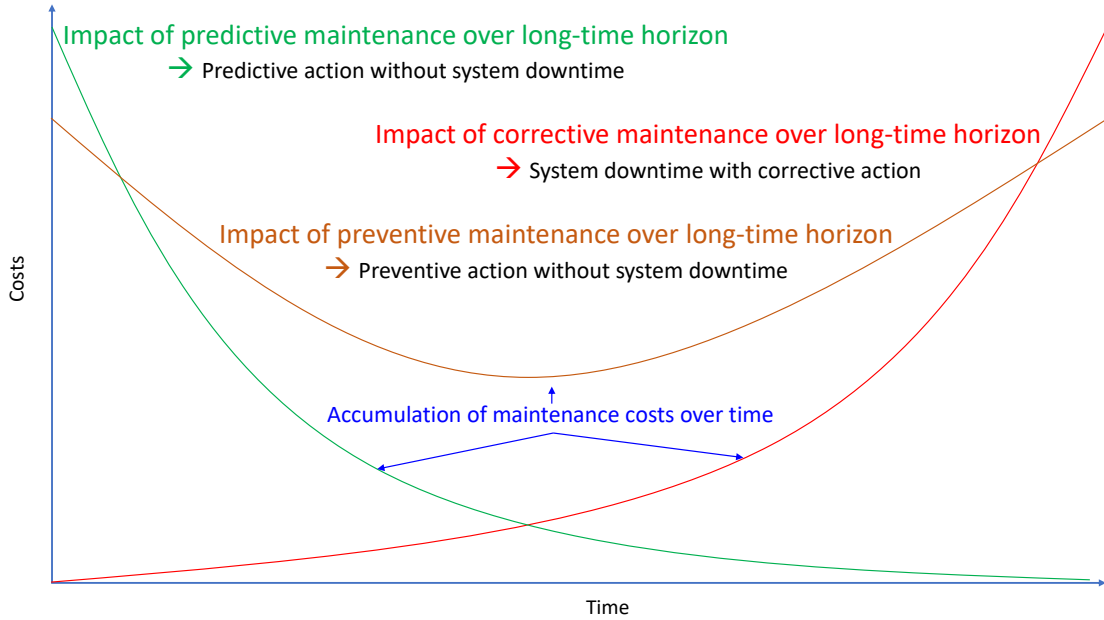 Impact of predictive maintenance over long-time horizon
→ Predictive action without system downtime
Impact of corrective maintenance over long-time horizon
→ System downtime with corrective action
Impact of preventive maintenance over long-time horizon
→ Preventive action without system downtime
Costs
Accumulation of maintenance costs over time
Time